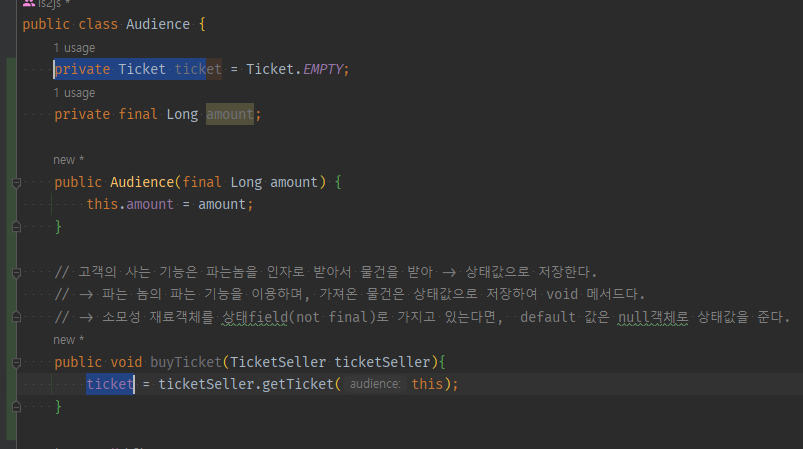 ls2js *
public class Audience {
1 usage
private Ticket ticket = Ticket.EMPTY;
1 usage
private final Long amount;
new *
public Audience(final Long amount) {
this.amount = amount;
}
// 고객의 사는 기능은 파는놈을 인자로 받아서 물건을 받아 -> 상태값으로 저장한다.
// -> 파는 놈의 파는 기능을 이용하며, 가져온 물건은 상태값으로 저장하여 void 메서드다.
// -> 소모성 재료객체를 상태field(not final)로 가지고 있는다면, default 값은 null객체로 상태값을 준다.
new *
public void buyTicket(TicketSeller ticketSeller){
ticket = ticketSeller.getTicket( audience: this);
}